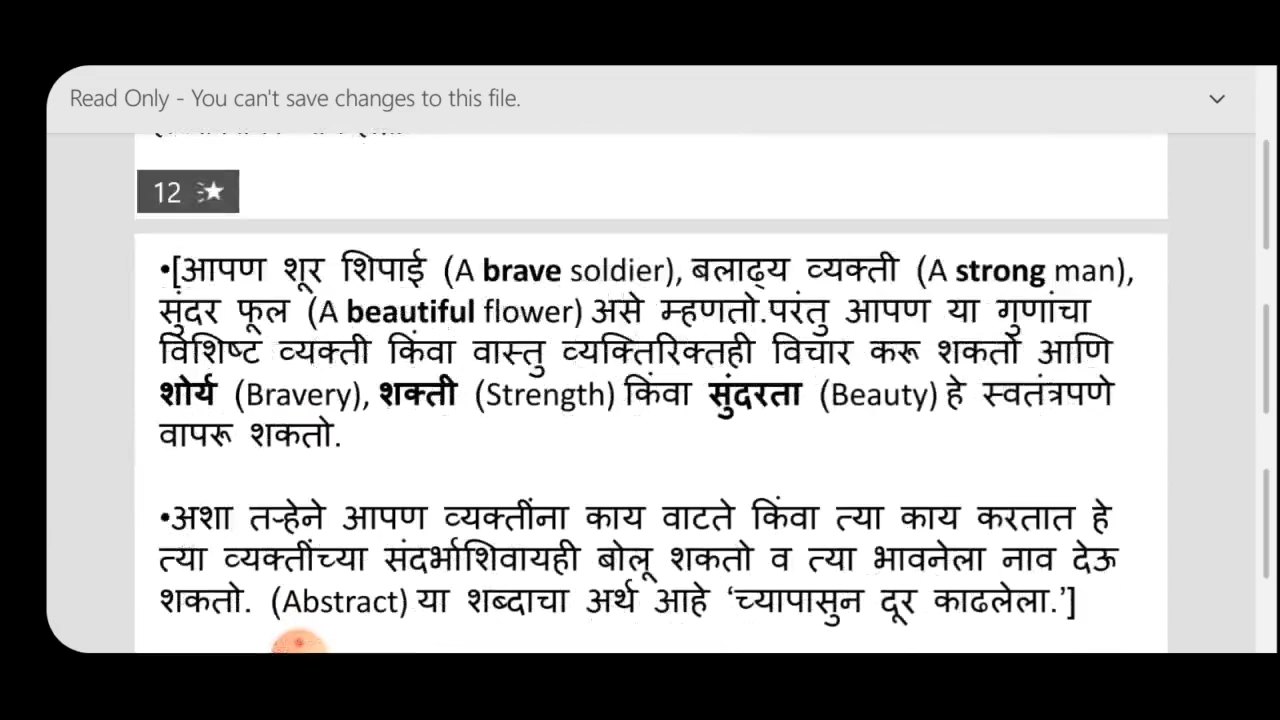 Read Only - You can't save changes to this file.
12
•[आपण शूर शिपाई (A brave soldier), बलाढ्य व्यक्ती (A strong man),
सुंदर फूल (A beautiful flower) असे म्हणतो.परंतु आपण या गुणांचा
विशिष्ट व्यक्ती किंवा वास्तु व्यक्तिरिक्तही विचार करू शकतो आणि
शोर्य (Bravery), शक्ती (Strength) किंवा सुंदरता (Beauty) हे स्वतंत्रपणे
वापरू शकतो.
•अशा तऱ्हेने आपण व्यक्तींना काय वाटते किंवा त्या काय करतात हे
त्या व्यक्तींच्या संदर्भाशिवायही बोलू शकतो व त्या भावनेला नाव देऊ
शकतो. (Abstract) या शब्दाचा अर्थ आहे ‘च्यापासुन दूर काढलेला.’]